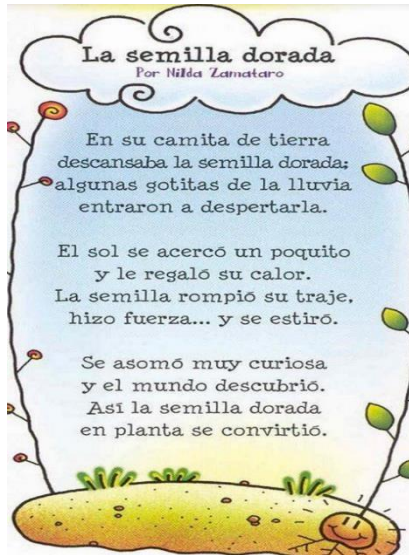 La semilla dorada
Por Nilda Zamataro
En su camita de tierra
descansaba la semilla dorada;
algunas gotitas de la lluvia
entraron a despertarla.
El sol se acercó un poquito
y le regaló su calor.
La semilla rompió su traje,
hizo fuerza... y se estiró.
Se asomó muy curiosa
y el mundo descubrió.
Así la semilla dorada
en planta se convirtió.